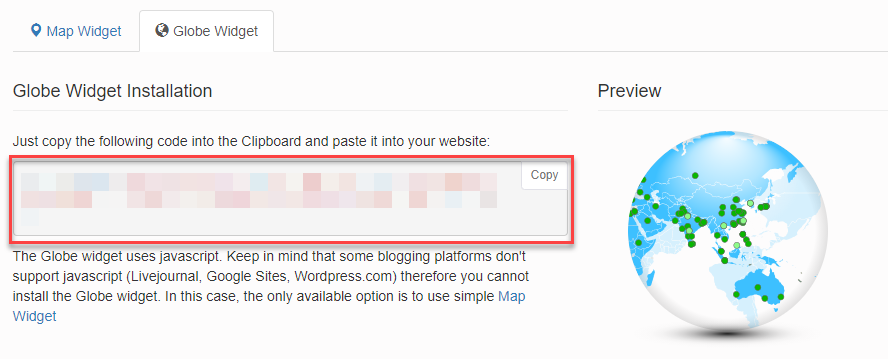 Map Widget
Globe Widget
Globe Widget Installation
Just copy the following code into the Clipboard and paste it into your website:
Copy
The Globe widget uses javascript. Keep in mind that some blogging platforms don't
support javascript (Livejournal, Google Sites, Wordpress.com) therefore you cannot
install the Globe widget. In this case, the only available option is to use simple Map
Widget
Preview